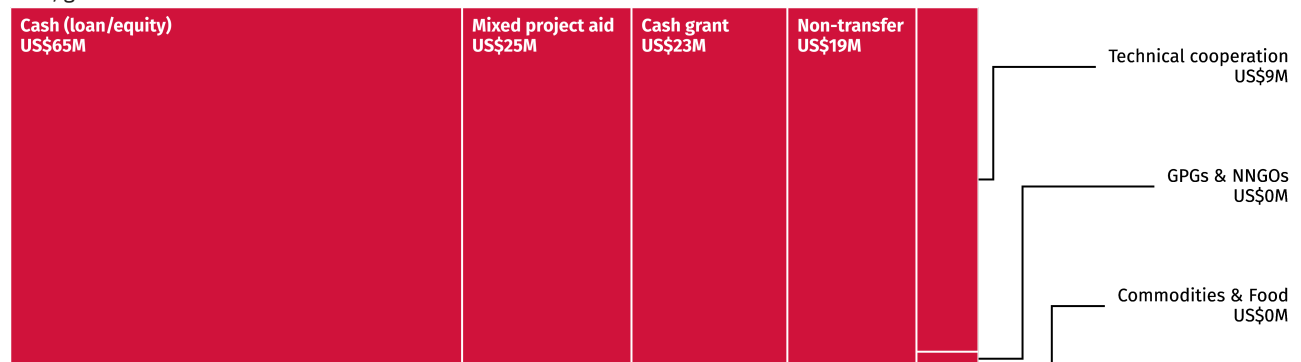 Cash (loan/equity)
US$65M
Mixed project aid
US$25M
Cash grant
US$23M
Non-transfer
US$19M
Technical cooperation
US$9M
GPGs & NNGOs
US$0M
Commodities & Food
US$0M